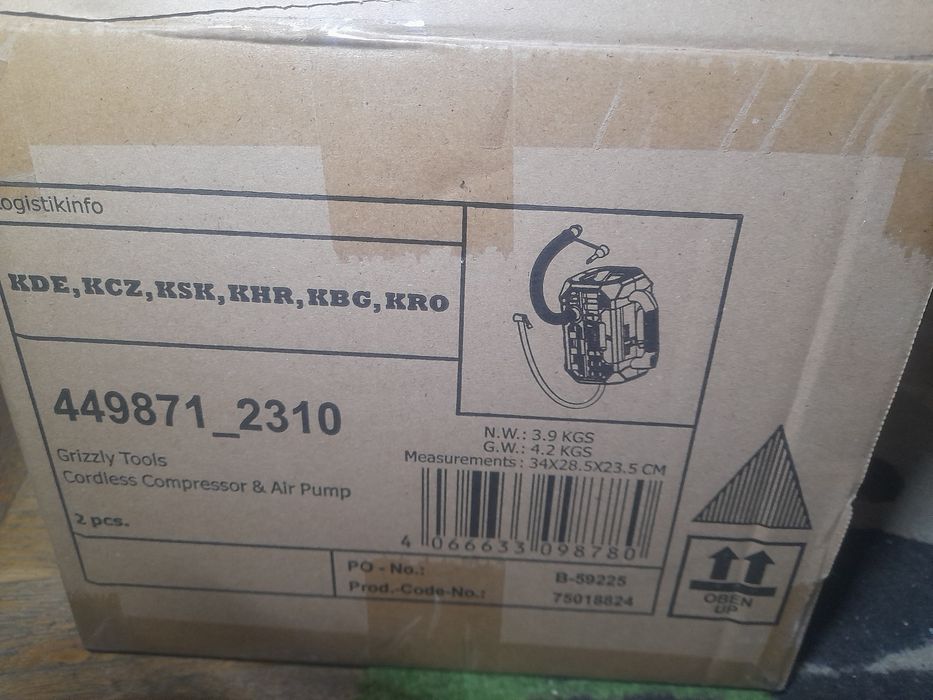 Logistikinfo
KDE,KCZ,KSK,KHR,KBG,KRO
449871_2310
Grizzly Tools
Cordless Compressor & Air Pump
2 pcs.
N.W.: 3.9 KGS
G.W.: 4.2 KGS
Measurements : 34X28.5X23.5 CM
4 066633 098780
PO - No.: B-59225
Prod.-Code-No.: 75018824
OBEN
UP